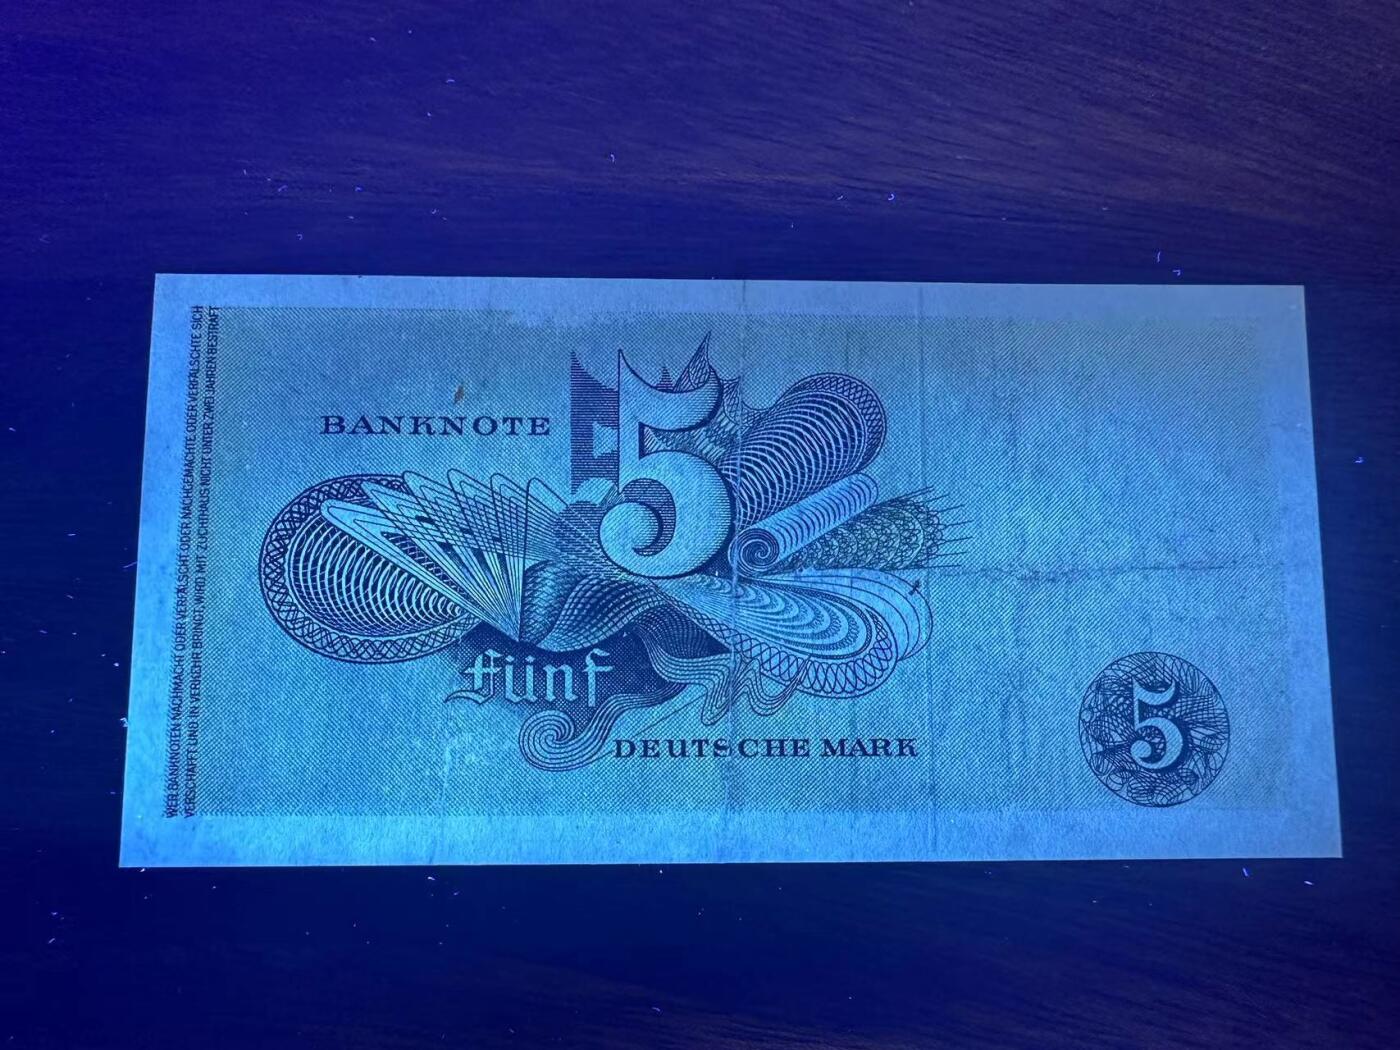 WER BANKNOTEN NACHMACHT ODER VERFÄLSCHT ODER NACHGEMACHTE ODER VERFÄLSCHTE SICH
VERSCHAFFT UND IN VERKEHR BRINGT, WIRD MIT ZUCHTHAUS NICHT UNTER ZWEI JAHREN BESTRAFT
BANKNOTE
5
fünf
DEUTSCHE MARK
5